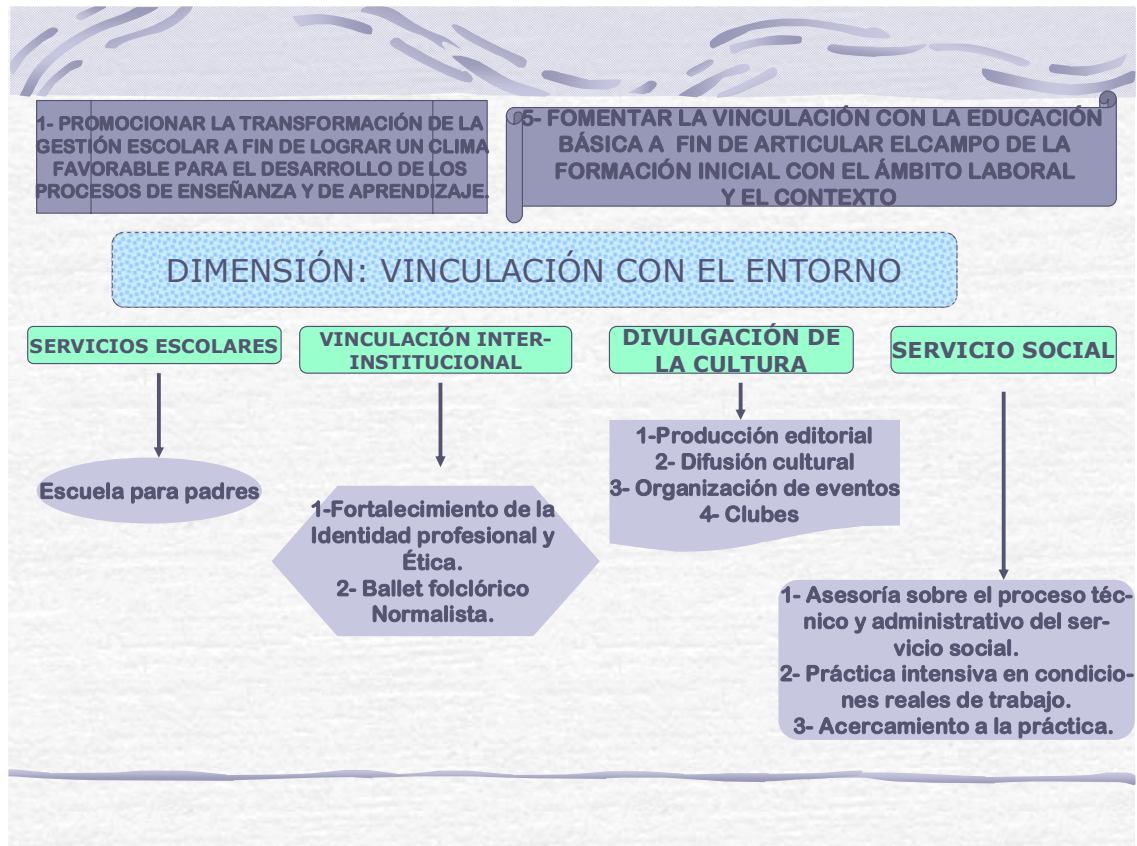 1- PROMOCIONAR LA TRANSFORMACIÓN DE LA
GESTIÓN ESCOLAR A FIN DE LOGRAR UN CLIMA
FAVORABLE PARA EL DESARROLLO DE LOS
PROCESOS DE ENSEÑANZA Y DE APRENDIZAJE.
5- FOMENTAR LA VINCULACIÓN CON LA EDUCACIÓN
BÁSICA A FIN DE ARTICULAR ELCAMPO DE LA
FORMACIÓN INICIAL CON EL ÁMBITO LABORAL
Y EL CONTEXTO
DIMENSIÓN: VINCULACIÓN CON EL ENTORNO
SERVICIOS ESCOLARES
VINCULACIÓN INTER-
INSTITUCIONAL
DIVULGACIÓN DE
LA CULTURA
SERVICIO SOCIAL
Escuela para padres
1-Fortalecimiento de la
Identidad profesional y
Ética.
2- Ballet folclórico
Normalista.
1-Producción editorial
2- Difusión cultural
3- Organización de eventos
4- Clubes
1- Asesoría sobre el proceso téc-
nico y administrativo del ser-
vicio social.
2- Práctica intensiva en condicio-
nes reales de trabajo.
3- Acercamiento a la práctica.